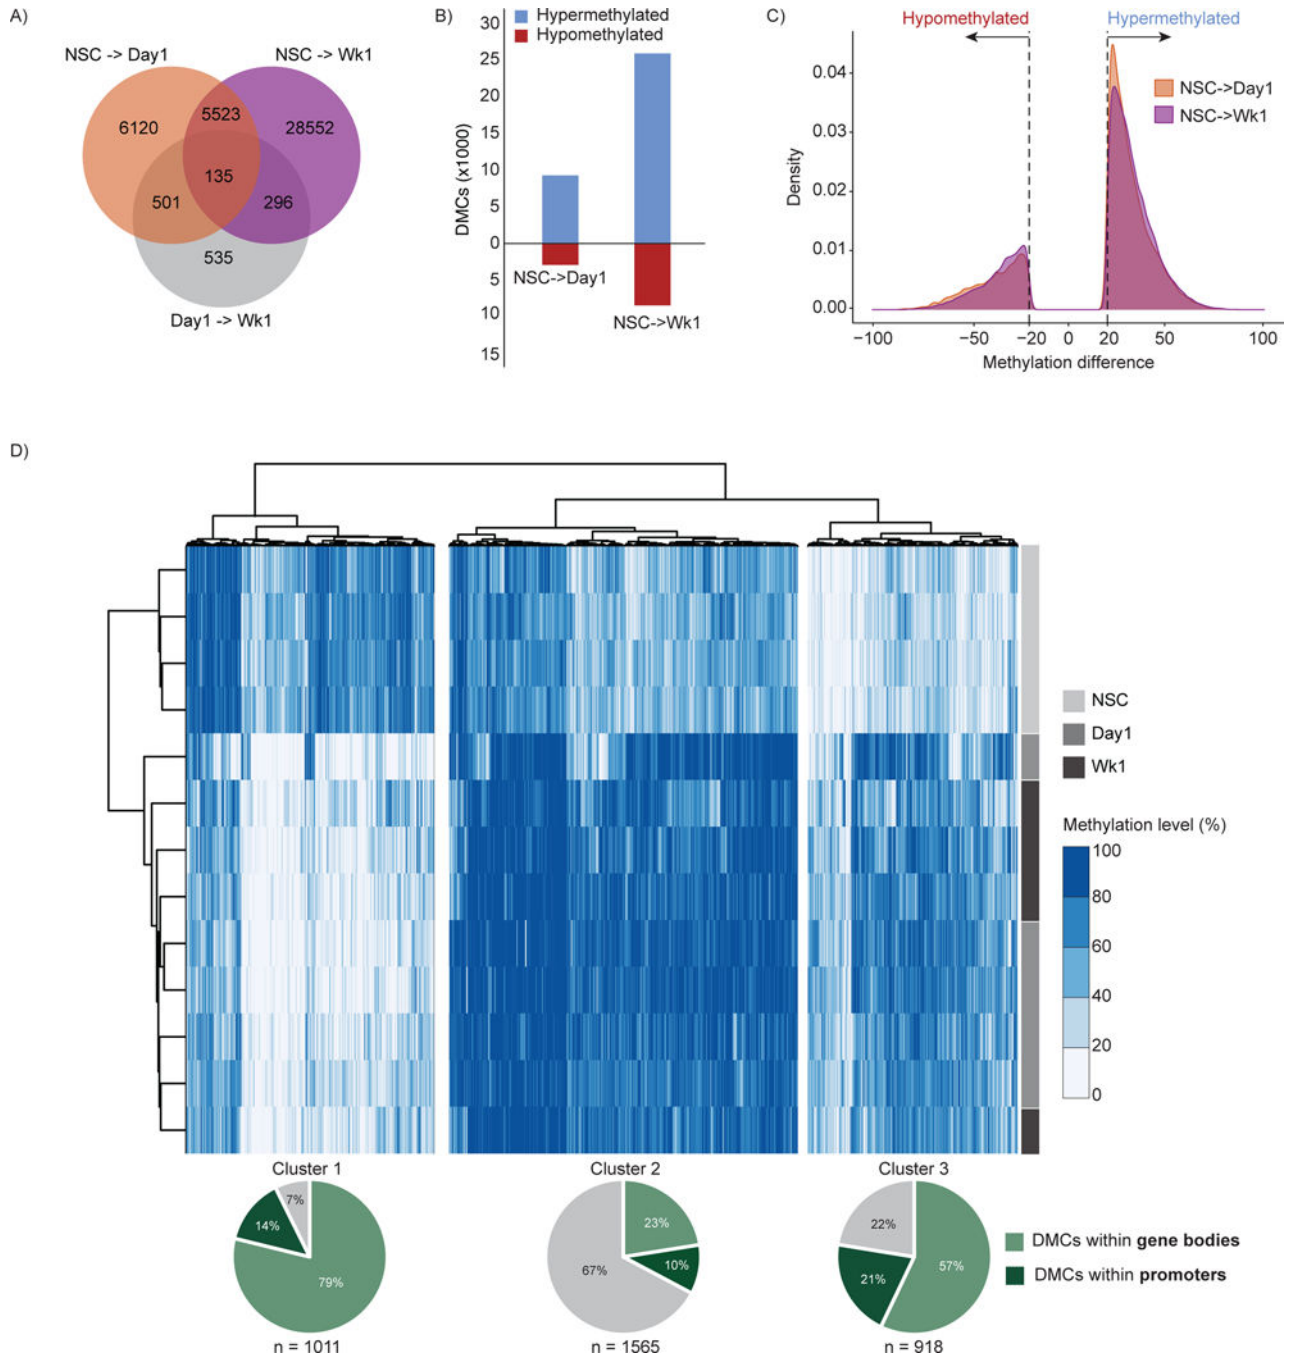 A)
NSC -> Day1
NSC -> Wk1
6120
5523
28552
135
501
296
535
Day1 -> Wk1
B)
Hypermethylated
Hypomethylated
DMCs (x1000)
30
25
20
15
10
5
0
5
10
15
NSC->Day1
NSC->Wk1
C)
Hypomethylated
Hypermethylated
NSC->Day1
NSC->Wk1
Density
0.04
0.03
0.02
0.01
0.00
−100 −50 −20 0 20 50 100
Methylation difference
D)
NSC
Day1
Wk1
Methylation level (%)
100
80
60
40
20
0
Cluster 1
7%
14%
79%
n = 1011
Cluster 2
23%
10%
67%
n = 1565
Cluster 3
22%
21%
57%
n = 918
DMCs within gene bodies
DMCs within promoters